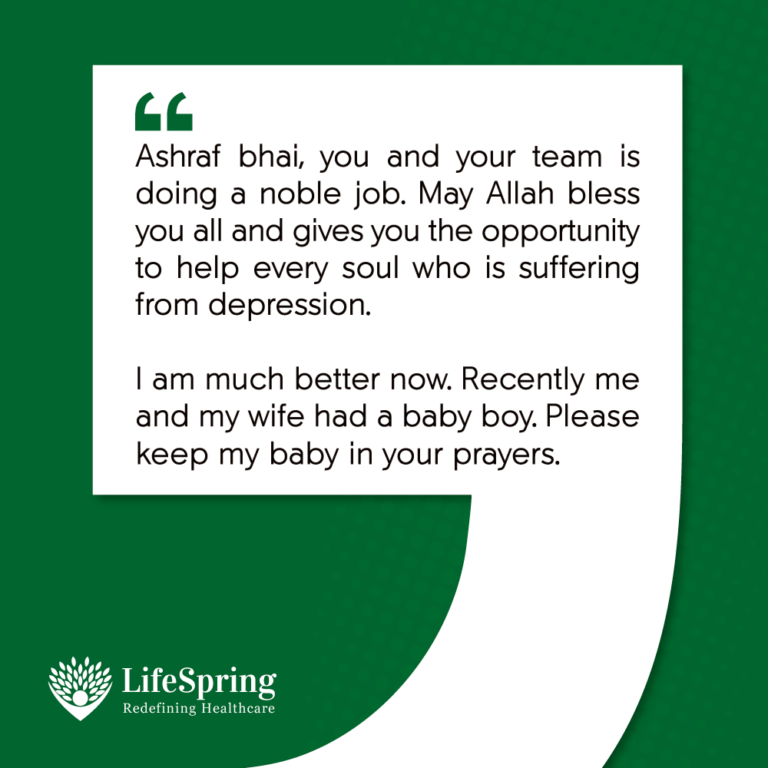 Ashraf bhai, you and your team is
doing a noble job. May Allah bless
you all and gives you the opportunity
to help every soul who is suffering
from depression.
I am much better now. Recently me
and my wife had a baby boy. Please
keep my baby in your prayers.
LifeSpring
Redefining Healthcare